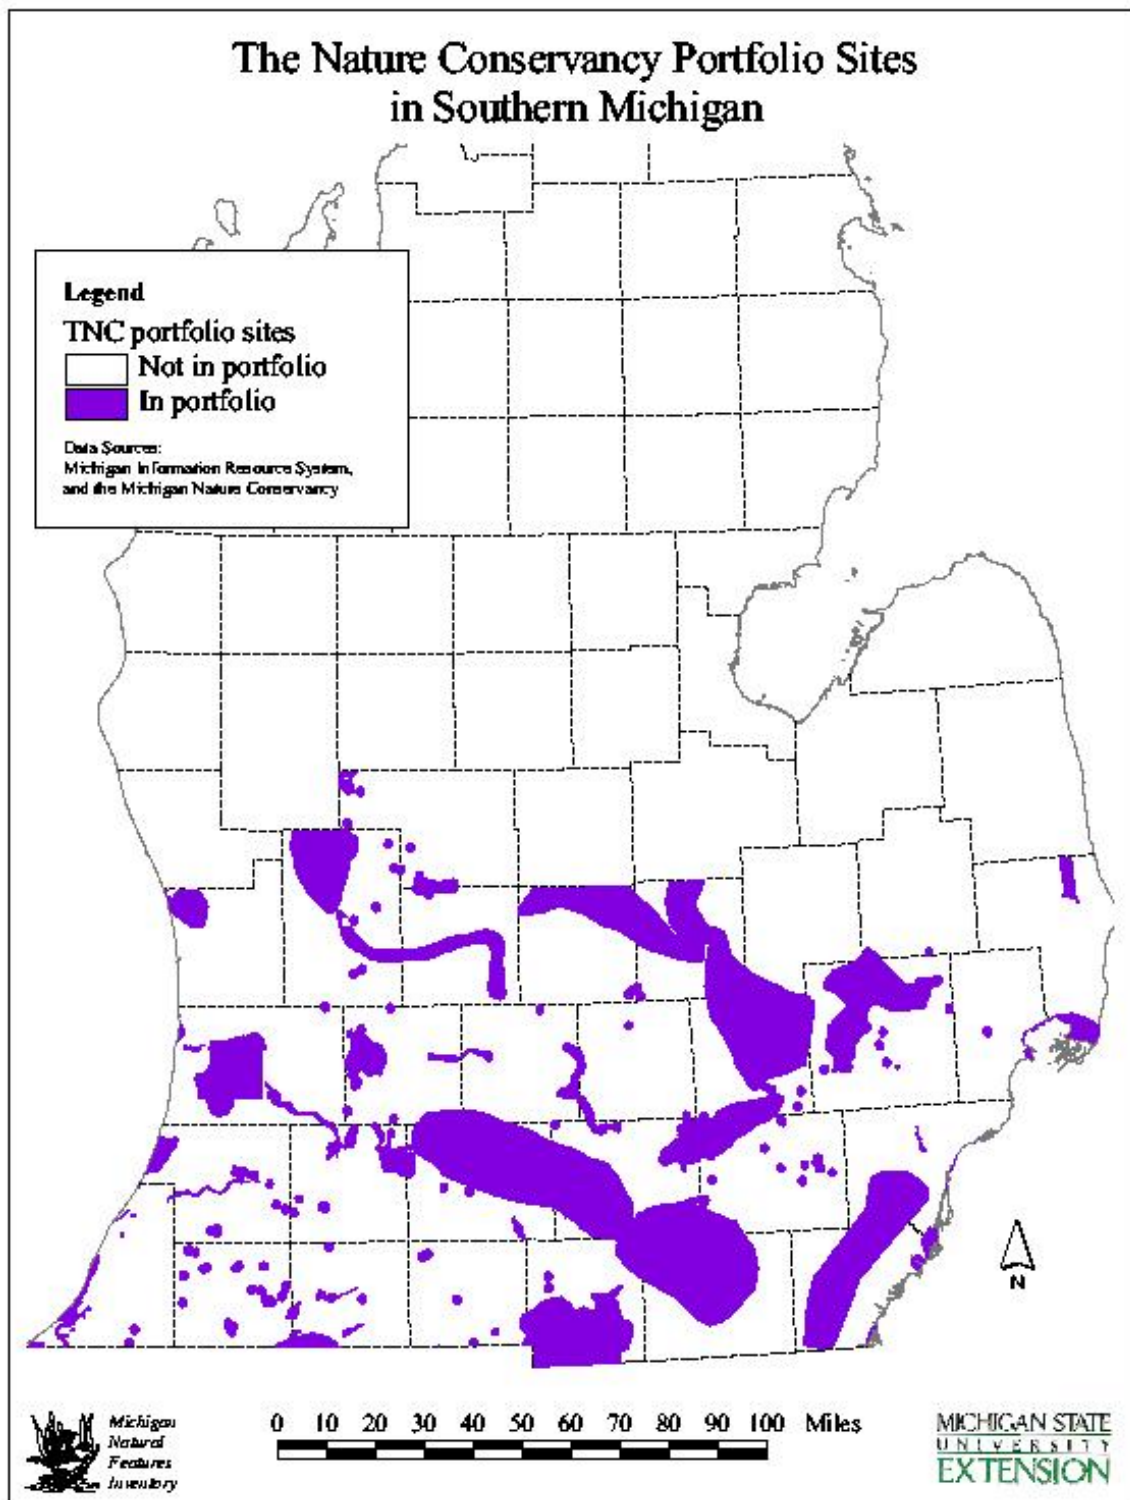 The Nature Conservancy Portfolio Sites
in Southern Michigan
Legend
TNC portfolio sites
Not in portfolio
In portfolio
Data Sources:
Michigan Information Resource System,
and the Michigan Nature Conservancy
N
0 10 20 30 40 50 60 70 80 90 100 Miles
Michigan
Natural
Features
Inventory
MICHIGAN STATE
UNIVERSITY
EXTENSION